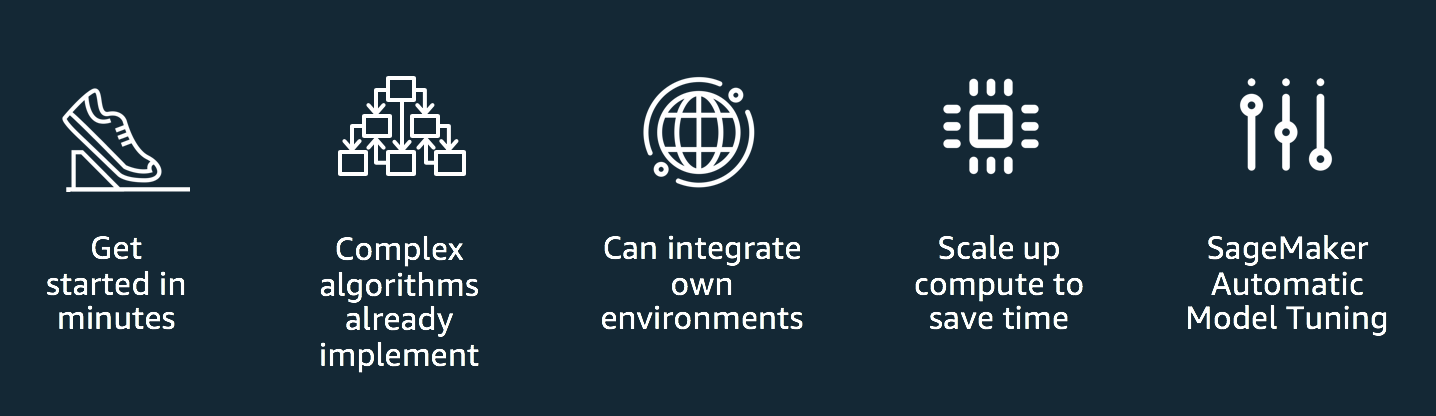 Get
started in
minutes
Complex
algorithms
already
implement
Can integrate
own
environments
Scale up
compute to
save time
SageMaker
Automatic
Model Tuning